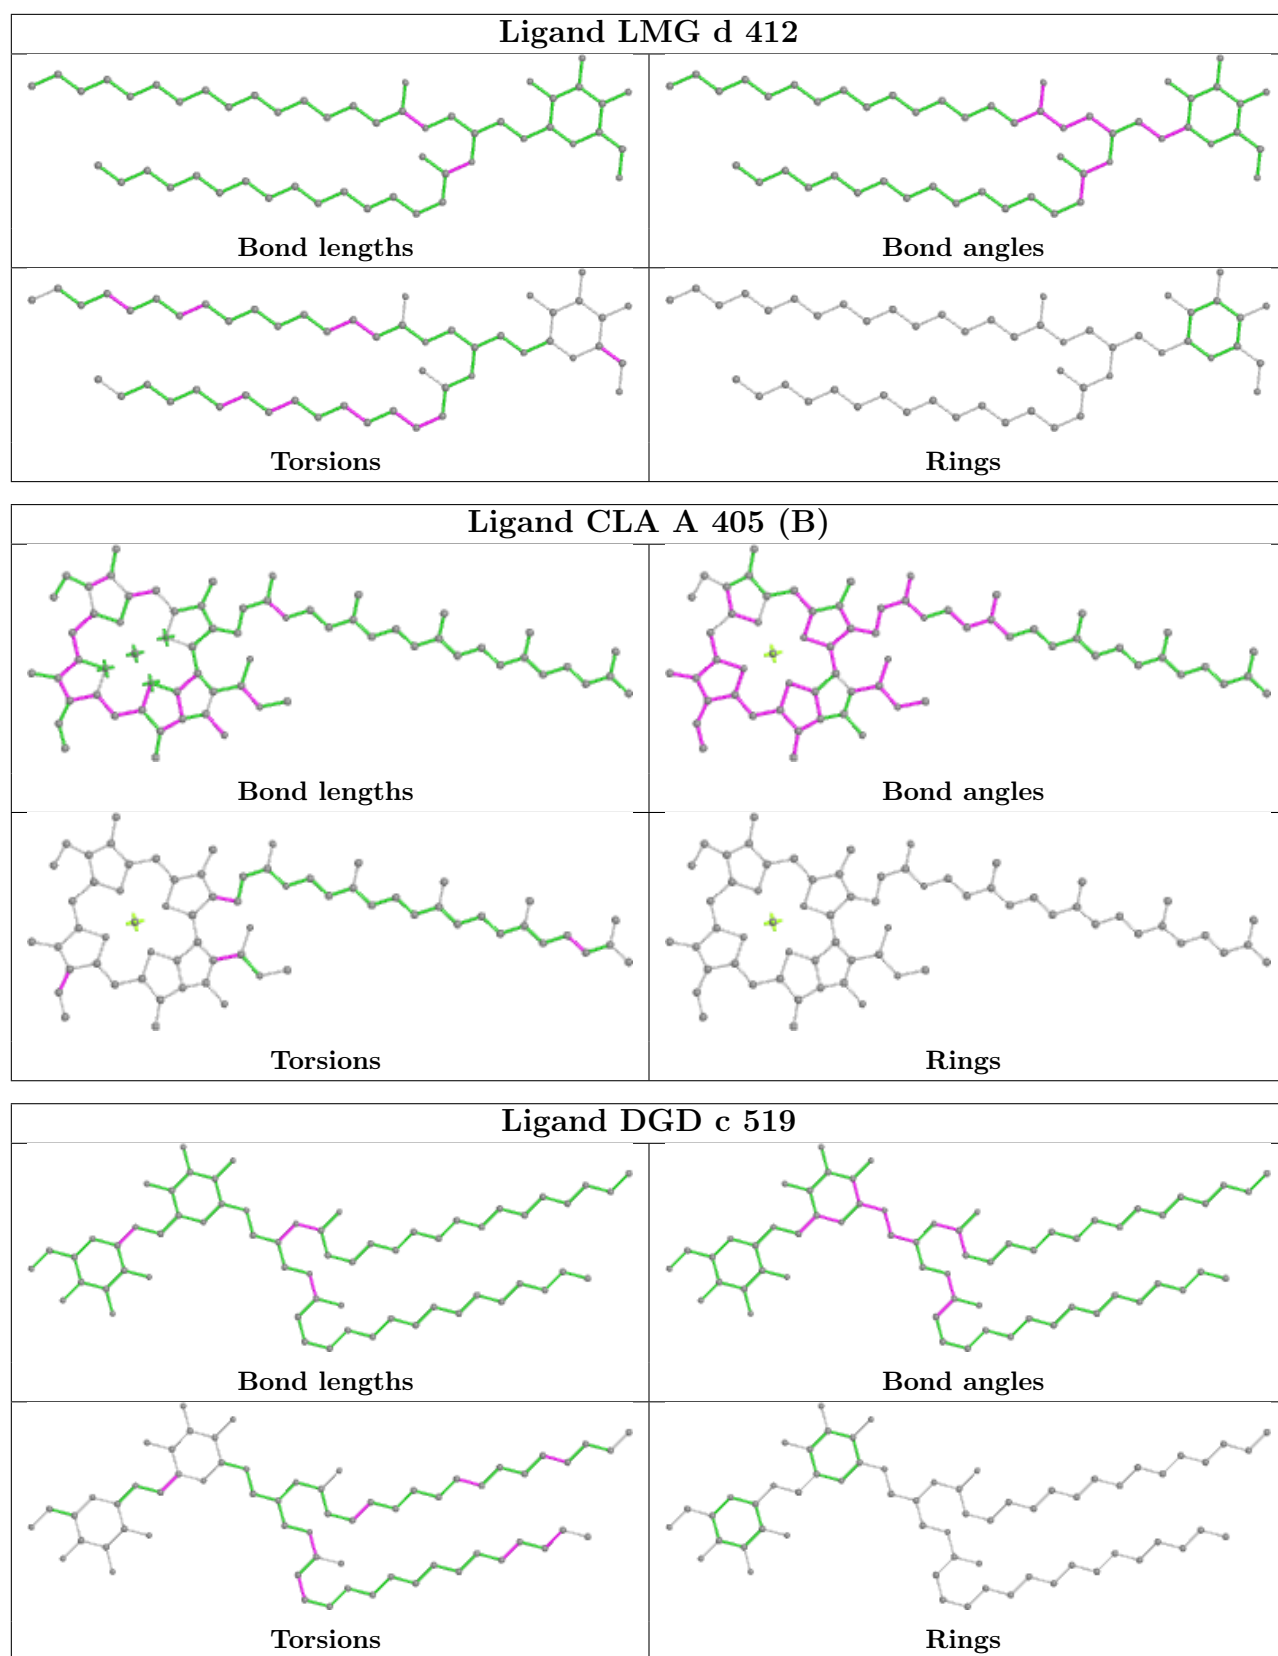 Ligand LMG d 412
Bond lengths
Bond angles
Torsions
Rings
Ligand CLA A 405 (B)
Bond lengths
Bond angles
Torsions
Rings
Ligand DGD c 519
Bond lengths
Bond angles
Torsions
Rings